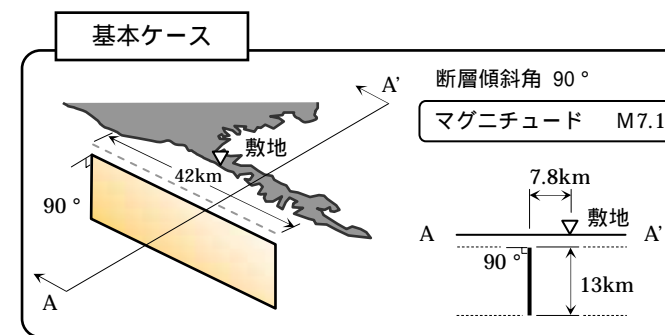 基本ケース
断層傾斜角 90°
マグニチュード M7.1
A'
敷地
42km
90°
A
7.8km
敷地
A
A'
90°
13km